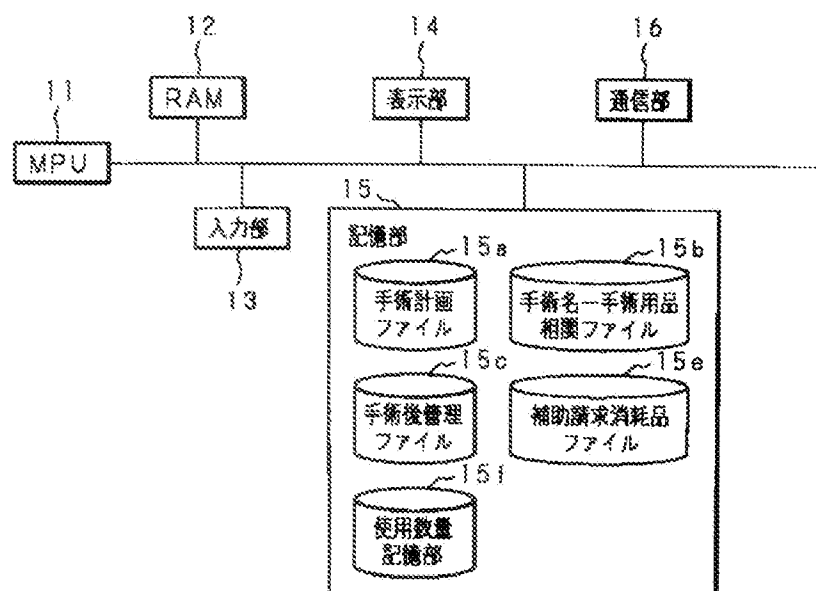 12
14
16
11
RAM
表示部
通信部
MPU
15
入力部
13
記憶部
15a
15b
手術計画
ファイル
手術名ー手術用品
相関ファイル
15c
15e
手術後管理
ファイル
補助請求消耗品
ファイル
15f
使用数量
記憶部